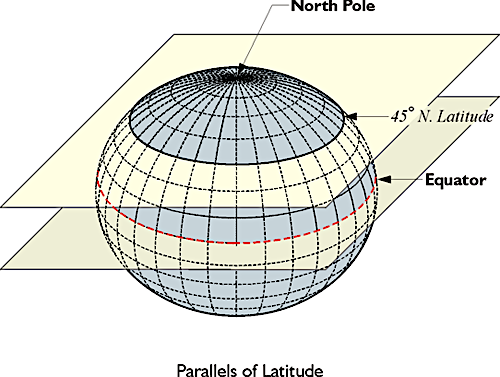 North Pole
45° N. Latitude
Equator
Parallels of Latitude